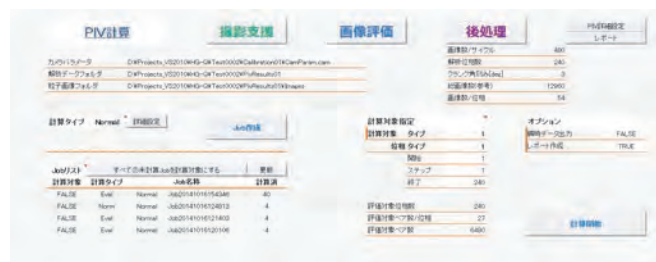 PIV計算 撮影支援 画像評価 後処理 PIV詳細設定
レポート
カメラパラメータ
解析データフォルダ
粒子画像フォルダ
画像数/サイクル 480
解析位相数 240
クランク角刻み[deg] 3
総画像数(参考) 12960
画像数/位相 54
計算タイプ Normal 詳細設定 Job作成
計算対象指定
計算対象 タイプ 1
位相 タイプ 1
開始 1
ステップ 1
終了 240
オプション
瞬時データ出力 FALSE
レポート作成 TRUE
Jobリスト すべての未計算Jobを計算対象にする 更新
計算対象 計算タイプ Job名称 計算済
FALSE Eval Normal Job20141016154346 40
FALSE Norm Normal Job20141016124813 4
FALSE Eval Normal Job20141016121403 4
FALSE Eval Normal Job20141016120106 4
評価対象位相数 240
評価対象ペア数/位相 27
評価対象ペア数 6480
計算開始